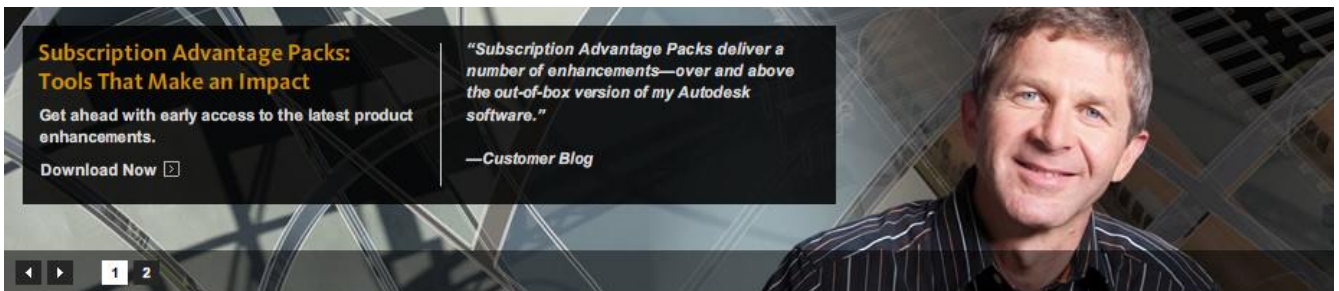 Subscription Advantage Packs:
Tools That Make an Impact
Get ahead with early access to the latest product
enhancements.
Download Now
“Subscription Advantage Packs deliver a
number of enhancements—over and above
the out-of-box version of my Autodesk
software.”
—Customer Blog
1 2